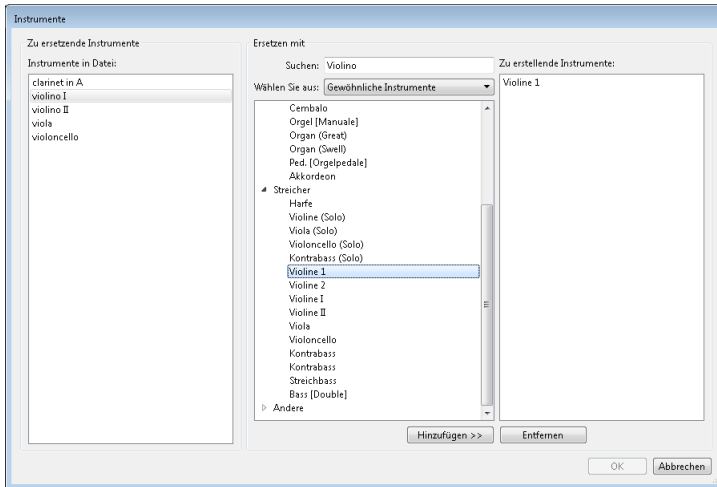 Instrumente
Zu ersetzende Instrumente
Instrumente in Datei:
clarinet in A
violino I
violino II
viola
violoncello
Ersetzen mit
Suchen: Violino
Wählen Sie aus: Gewöhnliche Instrumente
Cembalo
Orgel [Manuale]
Organ (Great)
Organ (Swell)
Ped. [Orgelpedale]
Akkordeon
Streicher
Harfe
Violine (Solo)
Viola (Solo)
Violoncello (Solo)
Kontrabass (Solo)
Violine 1
Violine 2
Violine I
Violine II
Viola
Violoncello
Kontrabass
Kontrabass
Streichbass
Bass [Double]
Andere
Hinzufügen >>
Zu erstellende Instrumente:
Violine 1
Entfernen
OK
Abbrechen